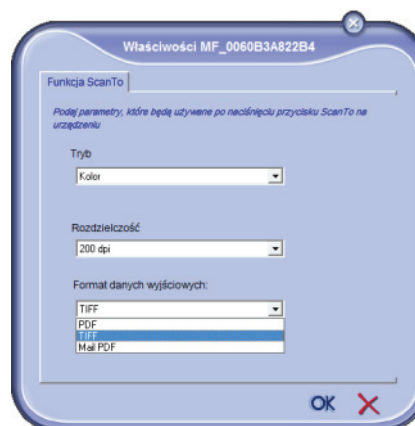 Właściwości MF_0060B3A822B4
Funkcja ScanTo
Podaj parametry, które będą używane po naciśnięciu przycisku ScanTo na
urządzeniu
Tryb
Kolor
Rozdzielczość
200 dpi
Format danych wyjściowych:
TIFF
PDF
TIFF
Mail PDF
OK